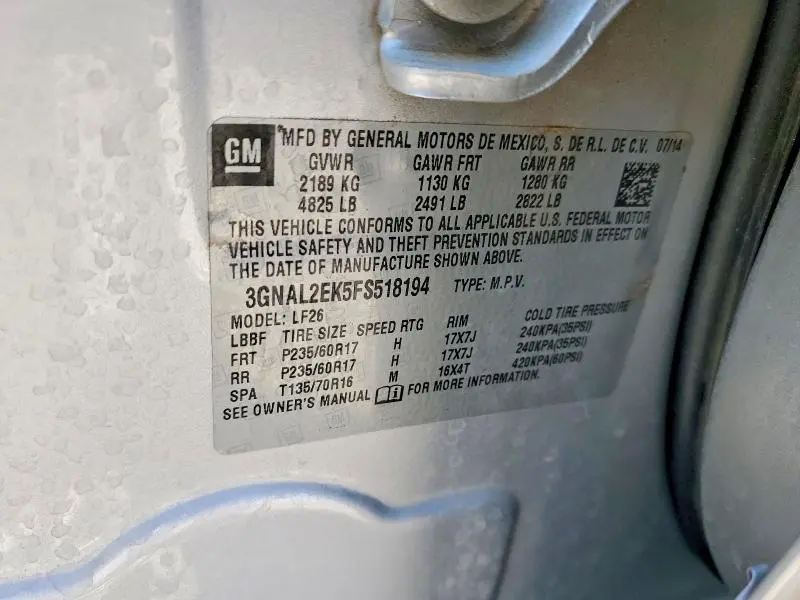 GM MFD BY GENERAL MOTORS DE MEXICO, S. DE R.L. DE C.V. 07/14
GVWR GAWR FRT GAWR RR
2189 KG 1130 KG 1280 KG
4825 LB 2491 LB 2822 LB
THIS VEHICLE CONFORMS TO ALL APPLICABLE U.S. FEDERAL MOTOR
VEHICLE SAFETY AND THEFT PREVENTION STANDARDS IN EFFECT ON
THE DATE OF MANUFACTURE SHOWN ABOVE.
3GNAL2EK5FS518194 TYPE: M.P.V.
MODEL: LF26
LBBF TIRE SIZE SPEED RTG RIM COLD TIRE PRESSURE
FRT P235/60R17 H 17X7J 240KPA(35PSI)
RR P235/60R17 H 17X7J 240KPA(35PSI)
SPA T135/70R16 M 16X4T 420KPA(60PSI)
SEE OWNER'S MANUAL FOR MORE INFORMATION.